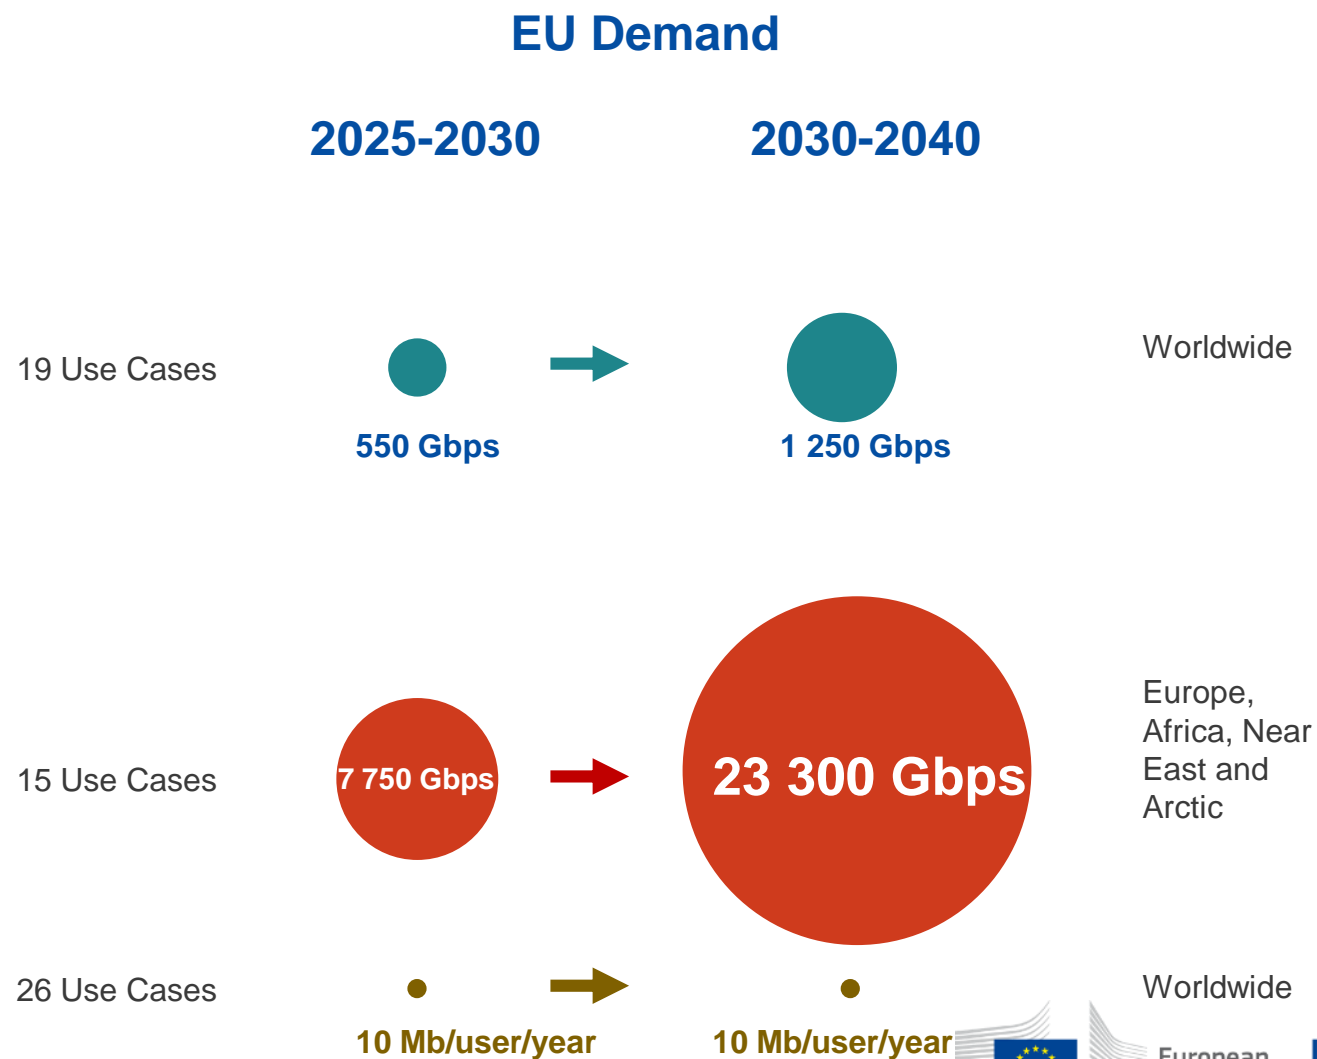 EU Demand
2025-2030
2030-2040
19 Use Cases
550 Gbps
1 250 Gbps
Worldwide
15 Use Cases
7 750 Gbps
23 300 Gbps
Europe,
Africa, Near
East and
Arctic
26 Use Cases
10 Mb/user/year
10 Mb/user/year
Worldwide
European